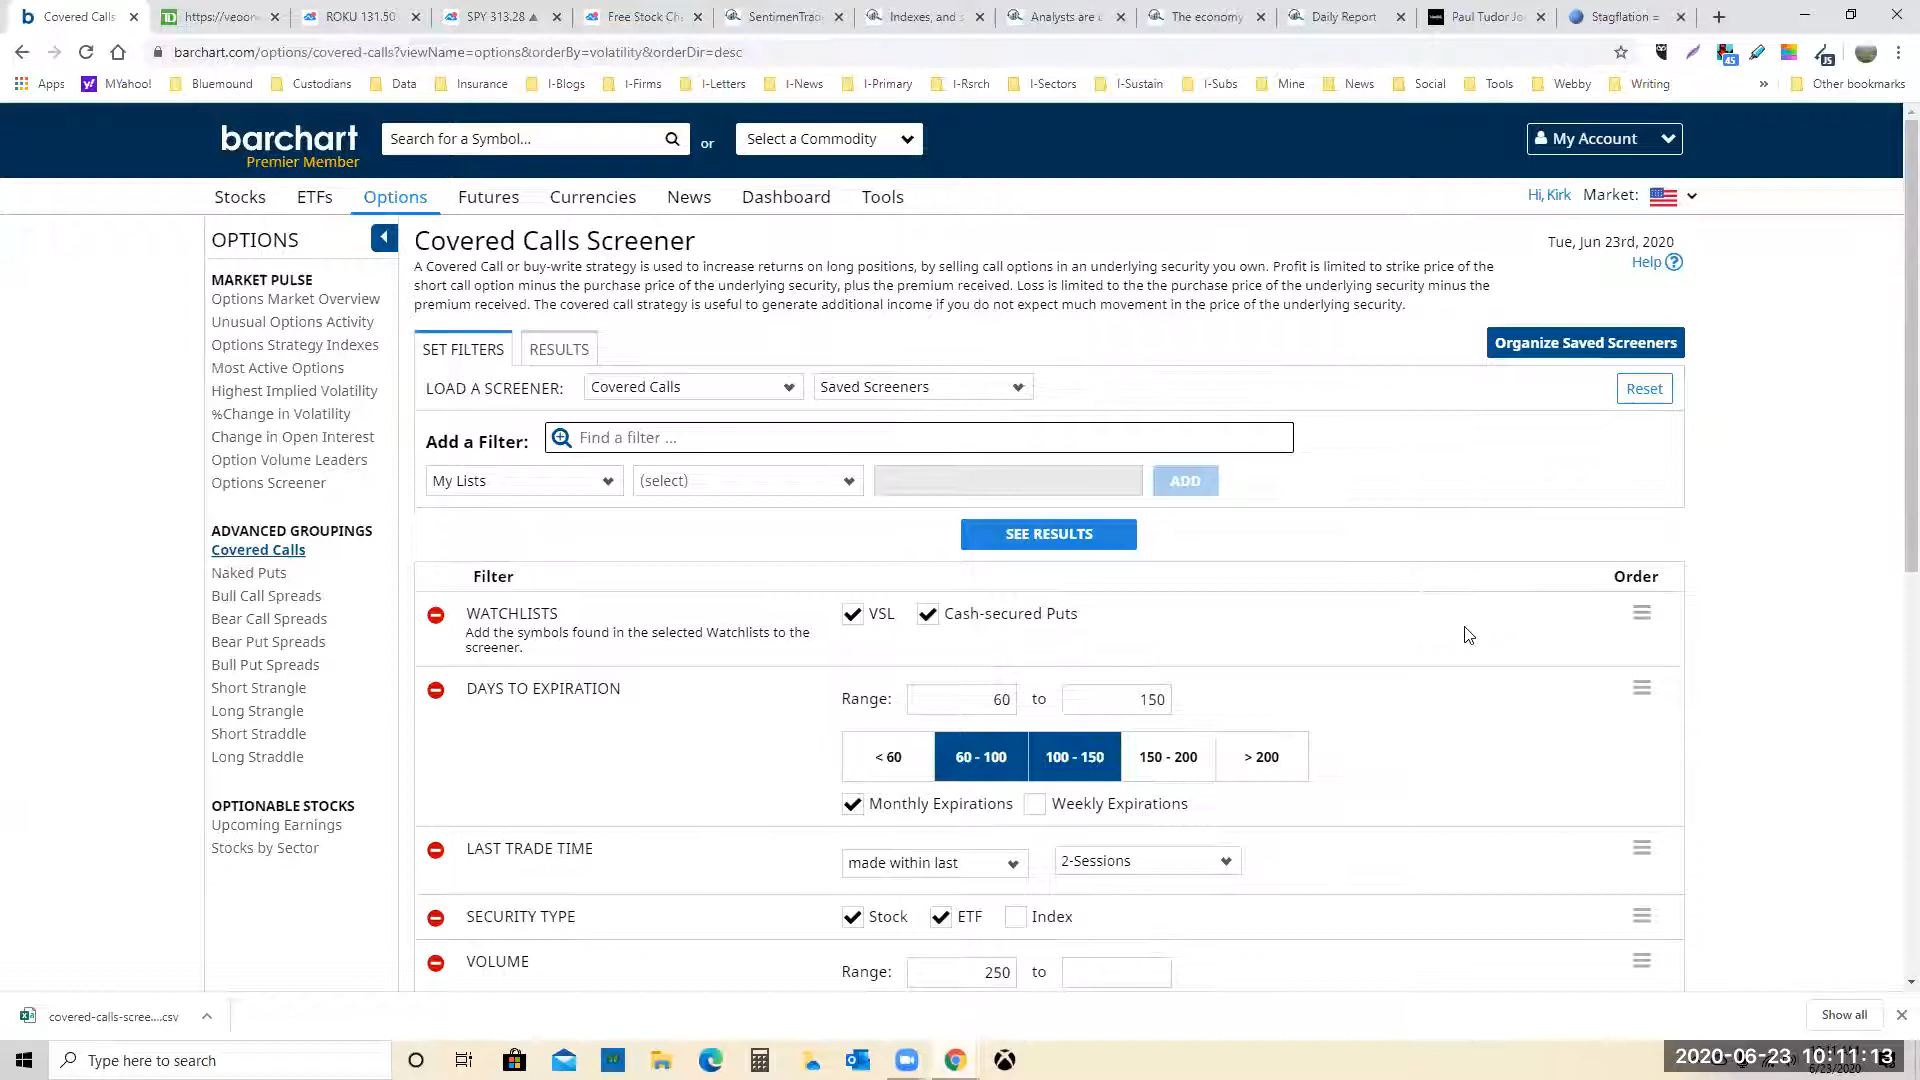 Covered Calls
https://veoone
ROKU 131.50
SPY 313.28 ▲
Free Stock Ch
SentimenTra
Indexes, and s
Analysts are c
The economy
Daily Report
Paul Tudor Jo
Stagflation =
barchart.com/options/covered-calls?viewName=options&orderBy=volatility&orderDir=desc
45
JS
Apps
MYahoo!
Bluemound
Custodians
Data
Insurance
I-Blogs
I-Firms
I-Letters
I-News
I-Primary
I-Rsrch
I-Sectors
I-Sustain
I-Subs
Mine
News
Social
Tools
Webby
Writing
»
Other bookmarks
barchart
Premier Member
Search for a Symbol...
or
Select a Commodity
My Account
Stocks
ETFs
Options
Futures
Currencies
News
Dashboard
Tools
Hi, Kirk
Market:
OPTIONS
MARKET PULSE
Options Market Overview
Unusual Options Activity
Options Strategy Indexes
Most Active Options
Highest Implied Volatility
%Change in Volatility
Change in Open Interest
Option Volume Leaders
Options Screener
ADVANCED GROUPINGS
Covered Calls
Naked Puts
Bull Call Spreads
Bear Call Spreads
Bear Put Spreads
Bull Put Spreads
Short Strangle
Long Strangle
Short Straddle
Long Straddle
OPTIONABLE STOCKS
Upcoming Earnings
Stocks by Sector
Covered Calls Screener
Tue, Jun 23rd, 2020
Help ?
A Covered Call or buy-write strategy is used to increase returns on long positions, by selling call options in an underlying security you own. Profit is limited to strike price of the
short call option minus the purchase price of the underlying security, plus the premium received. Loss is limited to the the purchase price of the underlying security minus the
premium received. The covered call strategy is useful to generate additional income if you do not expect much movement in the price of the underlying security.
SET FILTERS
RESULTS
Organize Saved Screeners
LOAD A SCREENER:
Covered Calls
Saved Screeners
Reset
Add a Filter:
Find a filter ...
My Lists
(select)
ADD
SEE RESULTS
Filter
Order
WATCHLISTS
Add the symbols found in the selected Watchlists to the
screener.
VSL
Cash-secured Puts
DAYS TO EXPIRATION
Range: 60 to 150
< 60
60 - 100
100 - 150
150 - 200
> 200
Monthly Expirations
Weekly Expirations
LAST TRADE TIME
made within last
2-Sessions
SECURITY TYPE
Stock
ETF
Index
VOLUME
Range: 250 to
covered-calls-scree....csv
Show all
Type here to search
2020-06-23 10:11:13
6/23/2020